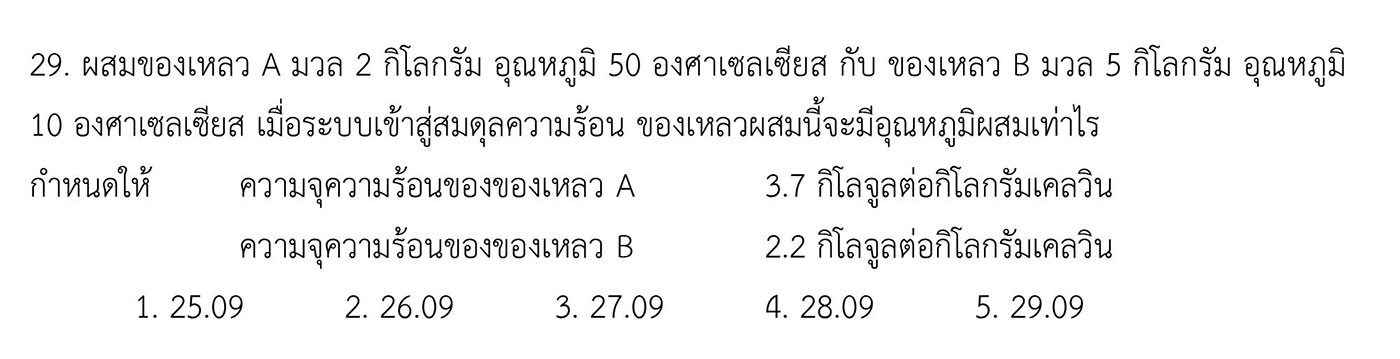 29. ผสมของเหลว A มวล 2 กิโลกรัม อุณหภูมิ 50 องศาเซลเซียส กับ ของเหลว B มวล 5 กิโลกรัม อุณหภูมิ
10 องศาเซลเซียส เมื่อระบบเข้าสู่สมดุลความร้อน ของเหลวผสมนี้จะมีอุณหภูมิผสมเท่าไร
กำหนดให้ ความจุความร้อนของของเหลว A 3.7 กิโลจูลต่อกิโลกรัมเคลวิน
ความจุความร้อนของของเหลว B 2.2 กิโลจูลต่อกิโลกรัมเคลวิน
1. 25.09 2. 26.09 3. 27.09 4. 28.09 5. 29.09